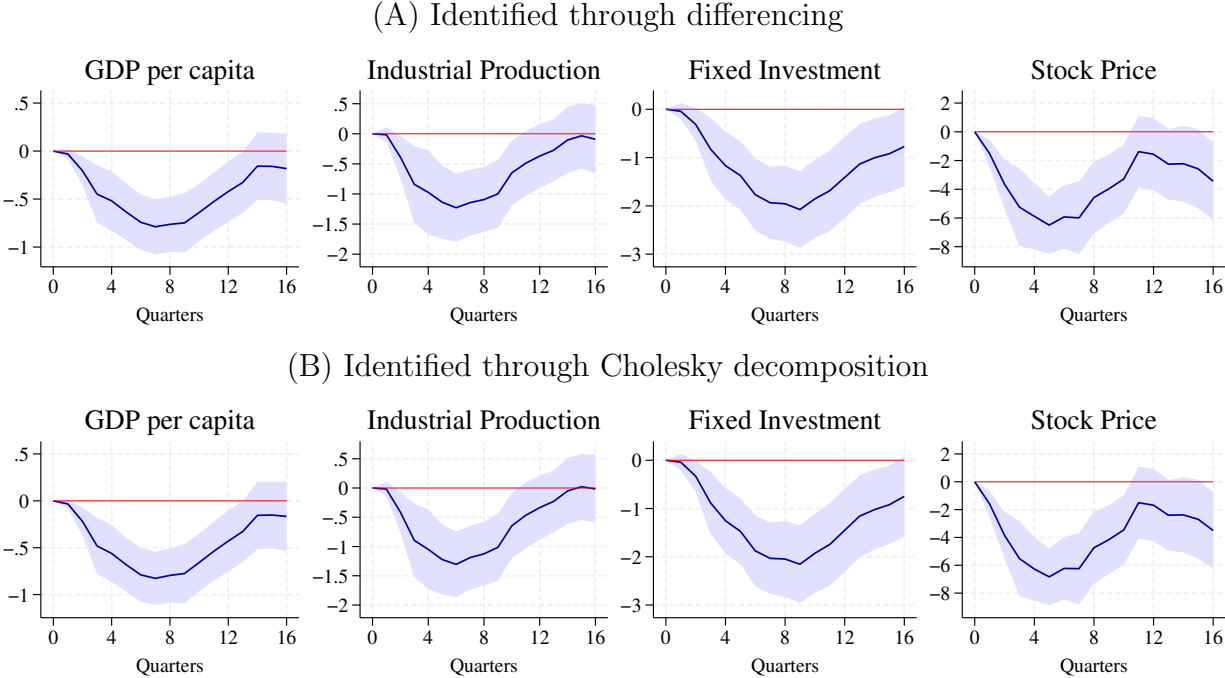 (A) Identified through differencing
GDP per capita
.5
0
−.5
−1
0 4 8 12 16
Quarters
Industrial Production
.5
0
−.5
−1
−1.5
−2
0 4 8 12 16
Quarters
Fixed Investment
0
−1
−2
−3
0 4 8 12 16
Quarters
Stock Price
2
0
−2
−4
−6
−8
0 4 8 12 16
Quarters
(B) Identified through Cholesky decomposition
GDP per capita
.5
0
−.5
−1
0 4 8 12 16
Quarters
Industrial Production
.5
0
−.5
−1
−1.5
−2
0 4 8 12 16
Quarters
Fixed Investment
0
−1
−2
−3
0 4 8 12 16
Quarters
Stock Price
2
0
−2
−4
−6
−8
0 4 8 12 16
Quarters